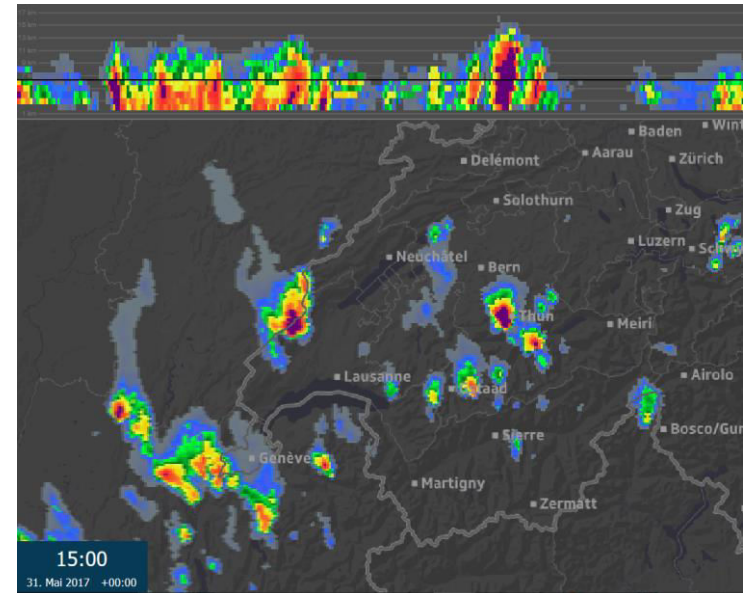 Baden
Wint
Delémont
Aarau
Zürich
Solothurn
Zug
Neuchâtel
Luzern
Schwy
Bern
Thun
Meiri
Lausanne
Gstaad
Airolo
Bosco/Gur
Sierre
Genève
Martigny
Zermatt
15:00
31. Mai 2017 +00:00